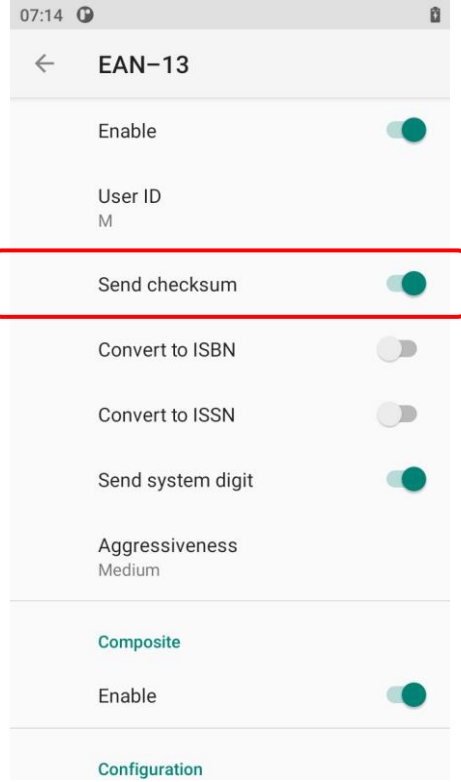 07:14
EAN-13
Enable
User ID
M
Send checksum
Convert to ISBN
Convert to ISSN
Send system digit
Aggressiveness
Medium
Composite
Enable
Configuration